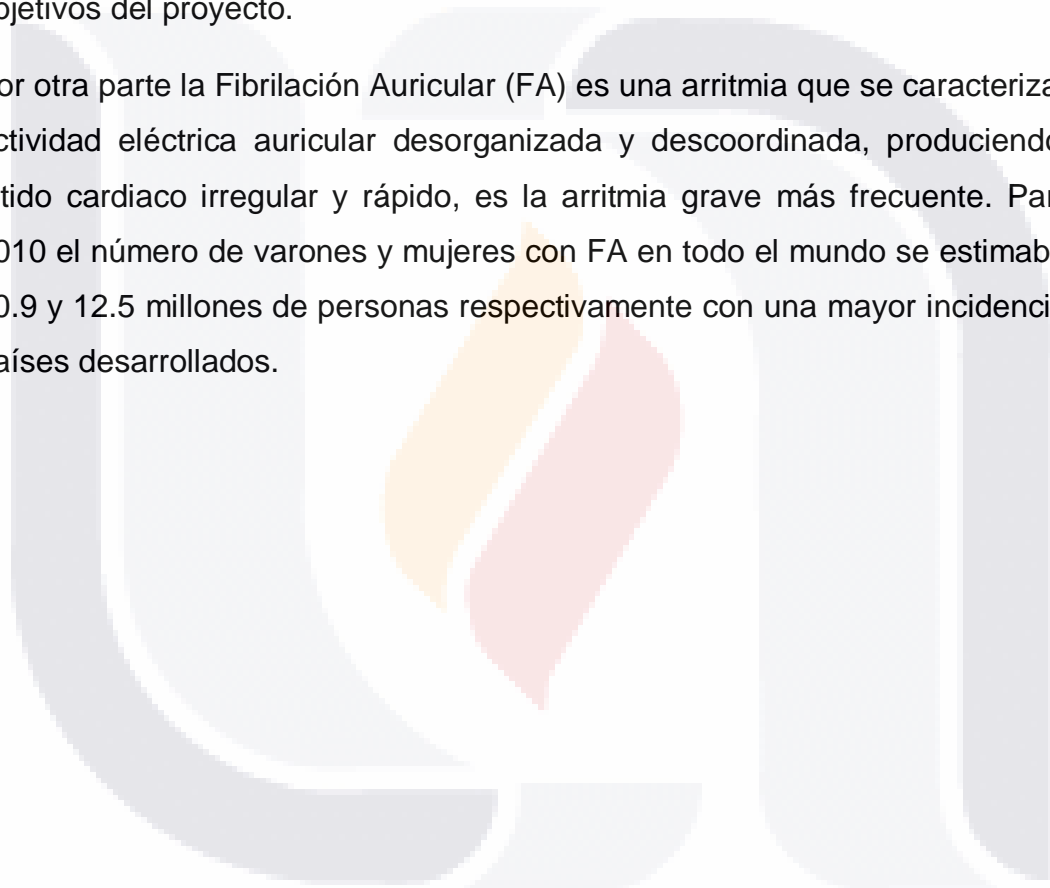 bjetivos del proyecto.
or otra parte la Fibrilación Auricular (FA) es una arritmia que se caracteriza
ctividad eléctrica auricular desorganizada y descoordinada, produciendo
tido cardiaco irregular y rápido, es la arritmia grave más frecuente. Par
010 el número de varones y mujeres con FA en todo el mundo se estimab
0.9 y 12.5 millones de personas respectivamente con una mayor incidenci
aíses desarrollados.